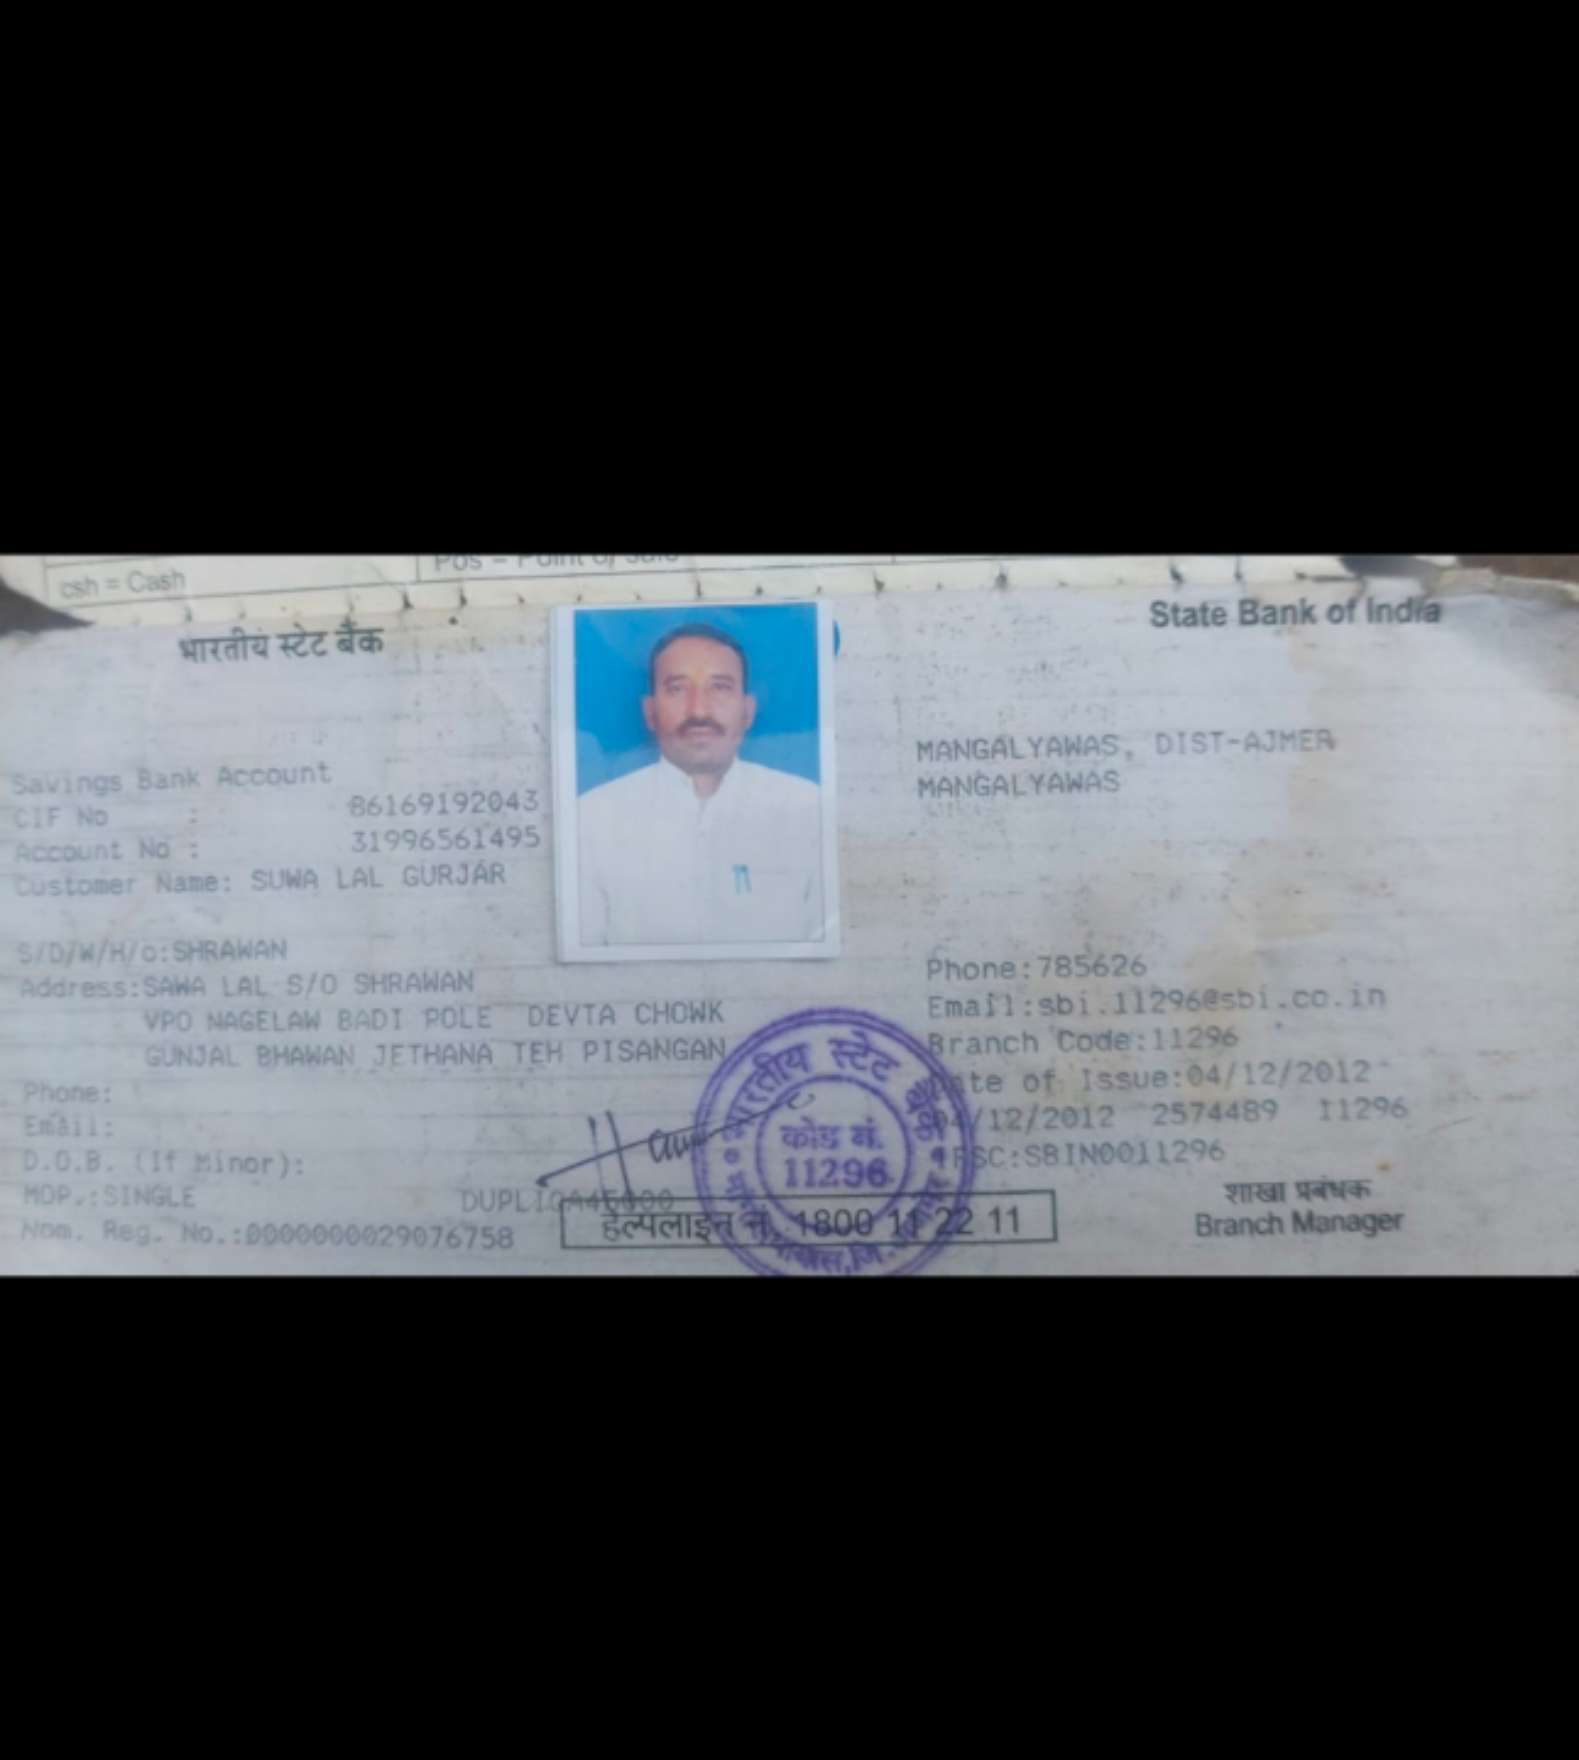 csh = Cash
Pos – Point of Sale
भारतीय स्टेट बैंक
State Bank of India
MANGALYAWAS, DIST-AJMER
MANGALYAWAS
Savings Bank Account
CIF No : 86169192043
Account No : 31996561495
Customer Name: SUWA LAL GURJAR
S/D/W/H/o:SHRAWAN
Address:SAWA LAL S/O SHRAWAN
VPO NAGELAW BADI POLE DEVTA CHOWK
GUNJAL BHAWAN JETHANA TEH PISANGAN
Phone:
Email:
D.O.B. (If Minor):
MOP.:SINGLE
Nom. Reg. No.:0000000029076758
Phone:785626
Email:sbi.11296@sbi.co.in
Branch Code:11296
Date of Issue:04/12/2012
04/12/2012 2574489 11296
IFSC:SBIN0011296
शाखा प्रबंधक
Branch Manager
भारतीय स्टेट बैंक
कोड नं.
11296
हेल्पलाइन नं. 1800 11 22 11